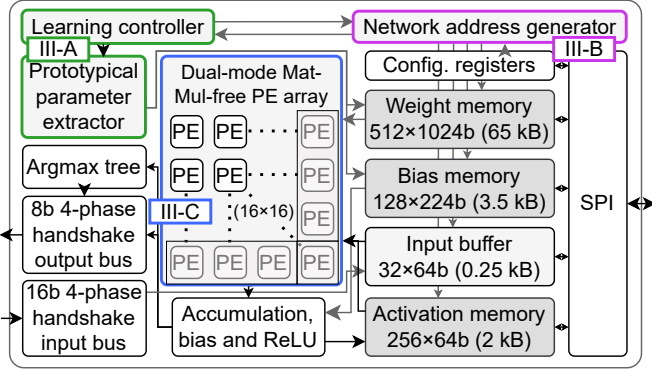 Learning controller
Network address generator
III-A
III-B
Prototypical
parameter
extractor
Dual-mode Mat-
Mul-free PE array
PE PE PE
PE PE PE
(16×16) PE
PE PE PE PE
III-C
Config. registers
Weight memory
512×1024b (65 kB)
Bias memory
128×224b (3.5 kB)
Input buffer
32×64b (0.25 kB)
Activation memory
256×64b (2 kB)
SPI
Argmax tree
8b 4-phase
handshake
output bus
16b 4-phase
handshake
input bus
Accumulation,
bias and ReLU